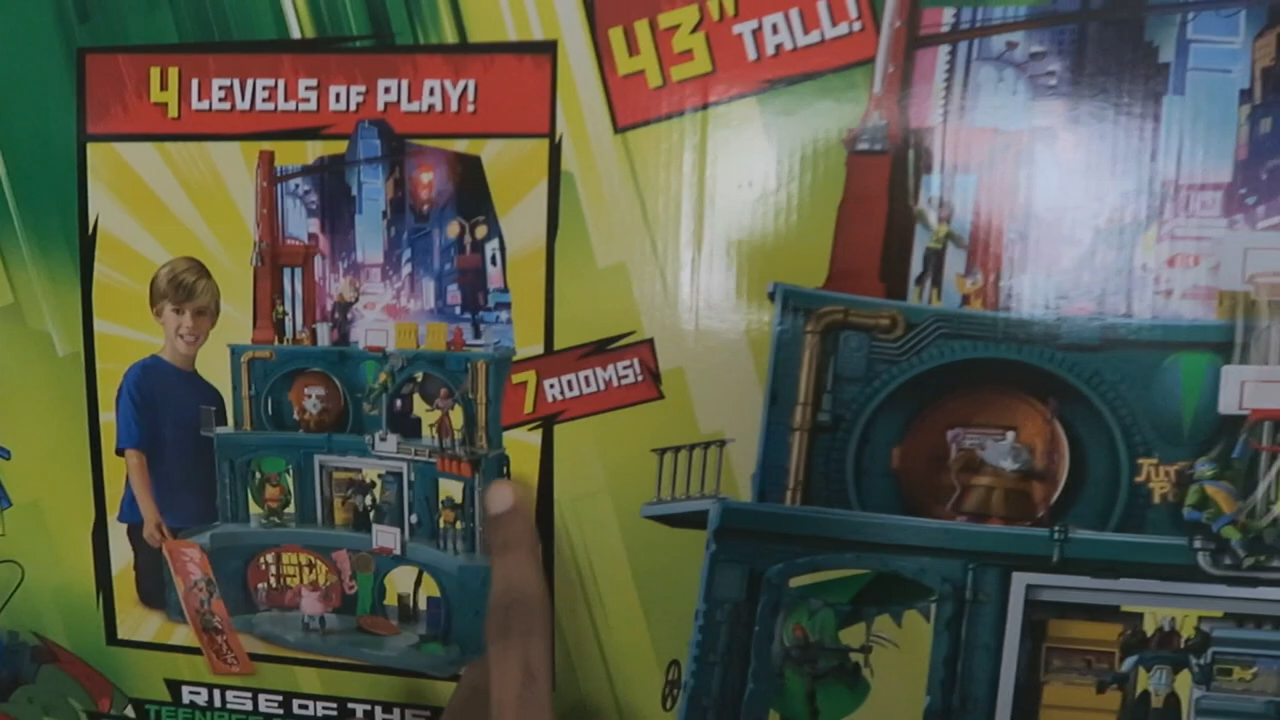 43" TALL!
4 LEVELS OF PLAY!
7 ROOMS!
RISE OF THE